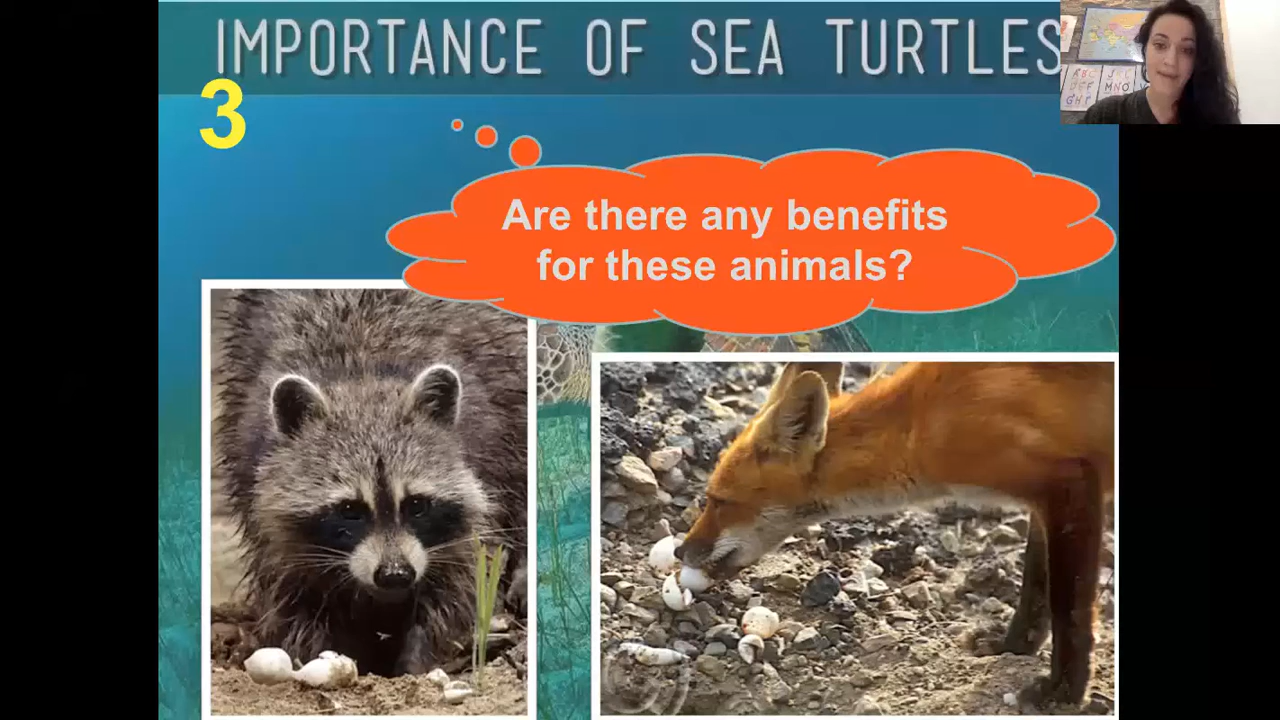 IMPORTANCE OF SEA TURTLES
3
Are there any benefits
for these animals?
A B C
D E F
G H I
J K L
M N O